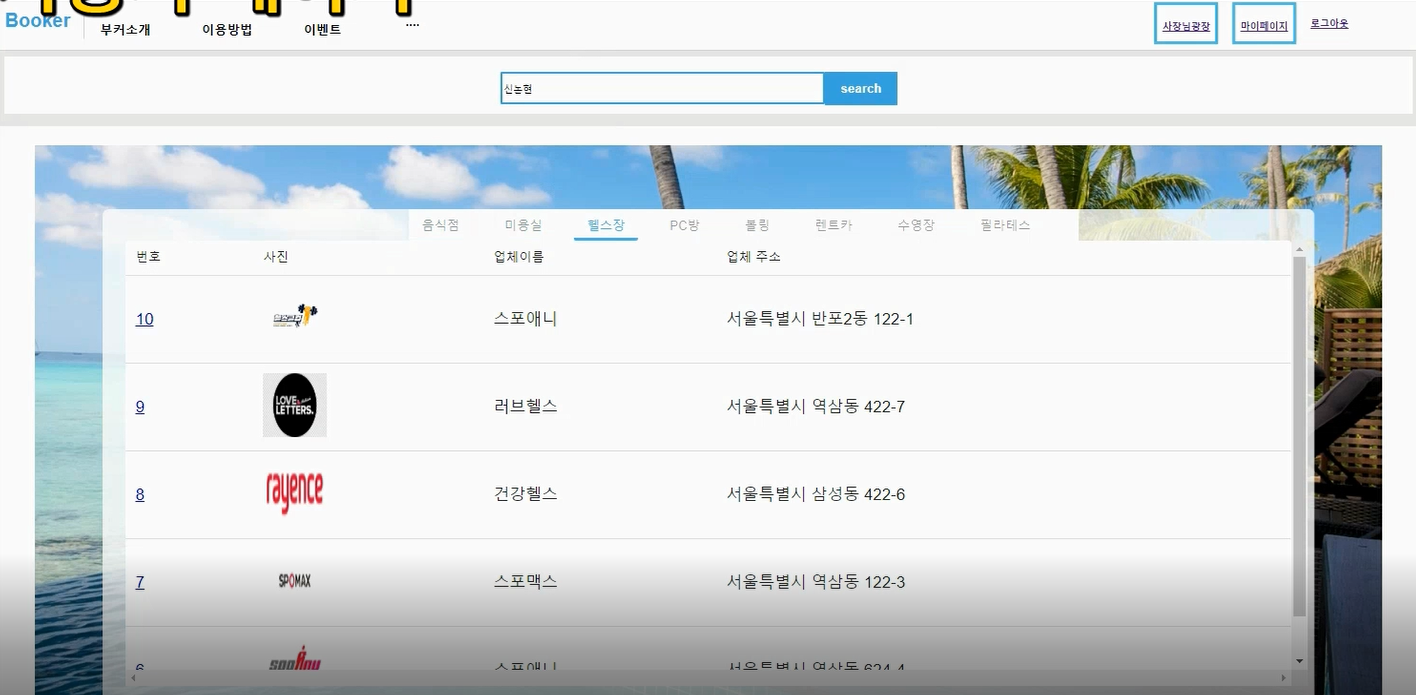 Booker
부커소개 이용방법 이벤트 ....
사장님광장 마이페이지 로그아웃
신논현 search
음식점 미용실 헬스장 PC방 볼링 렌트카 수영장 필라테스
번호 사진 업체이름 업체 주소
10 스포애니 서울특별시 반포2동 122-1
9 LOVE LETTERS. 러브헬스 서울특별시 역삼동 422-7
8 rayence 건강헬스 서울특별시 삼성동 422-6
7 SPOMAX 스포맥스 서울특별시 역삼동 122-3
6 스포애니 서울특별시 역삼동 624-4